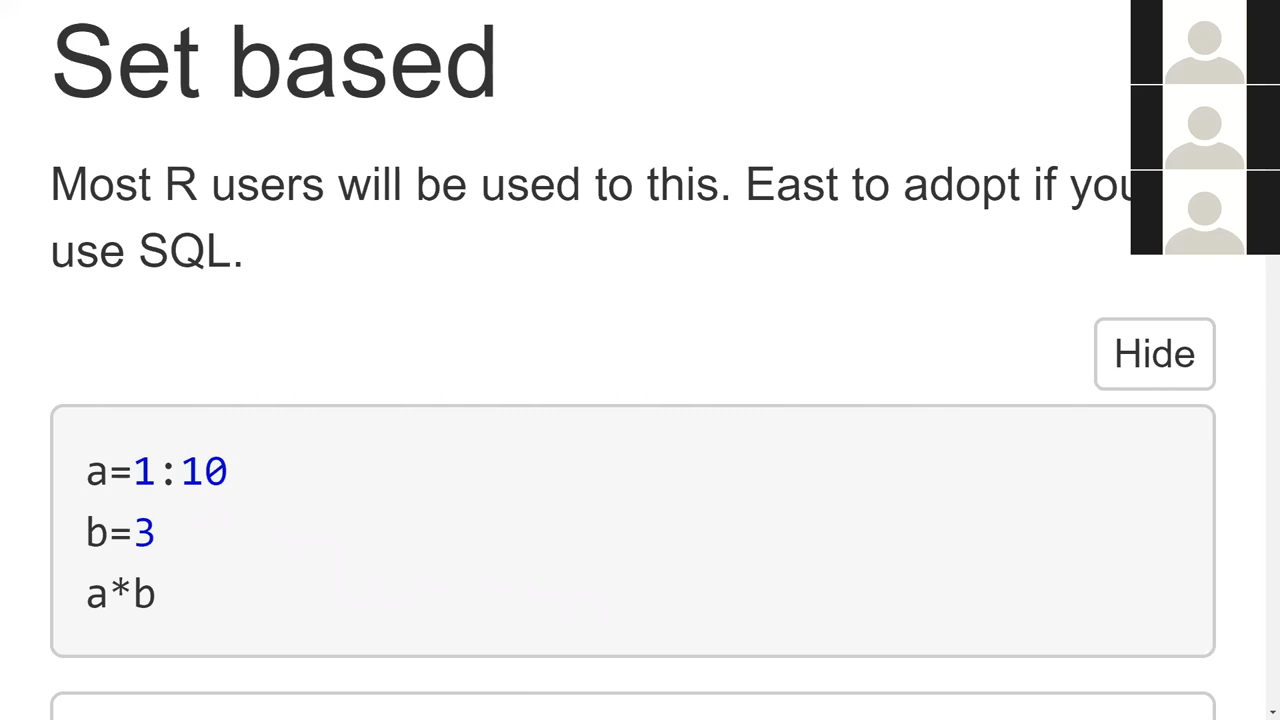 Set based
Most R users will be used to this. East to adopt if you
use SQL.
Hide
a=1:10
b=3
a*b